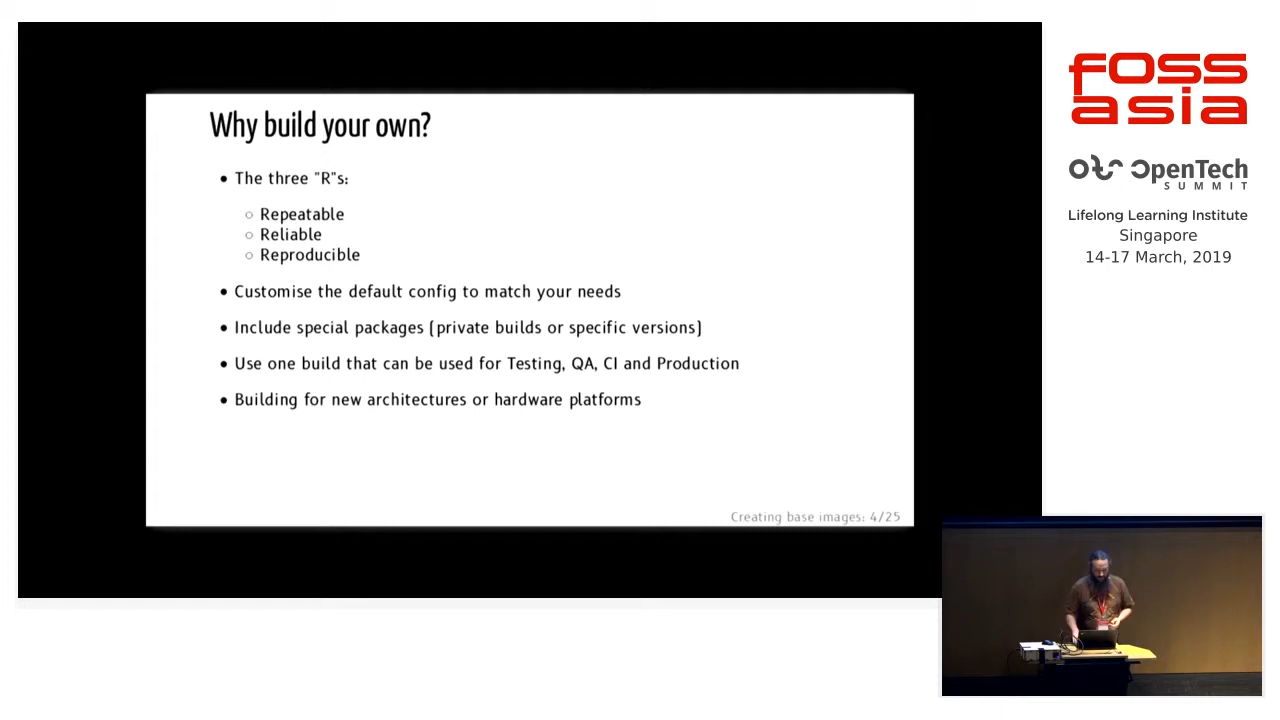 Why build your own?
• The three "R"s:
○ Repeatable
○ Reliable
○ Reproducible
• Customise the default config to match your needs
• Include special packages (private builds or specific versions)
• Use one build that can be used for Testing, QA, CI and Production
• Building for new architectures or hardware platforms
Creating base images: 4/25
FOSS
asia
OpenTech
SUMMIT
Lifelong Learning Institute
Singapore
14-17 March, 2019